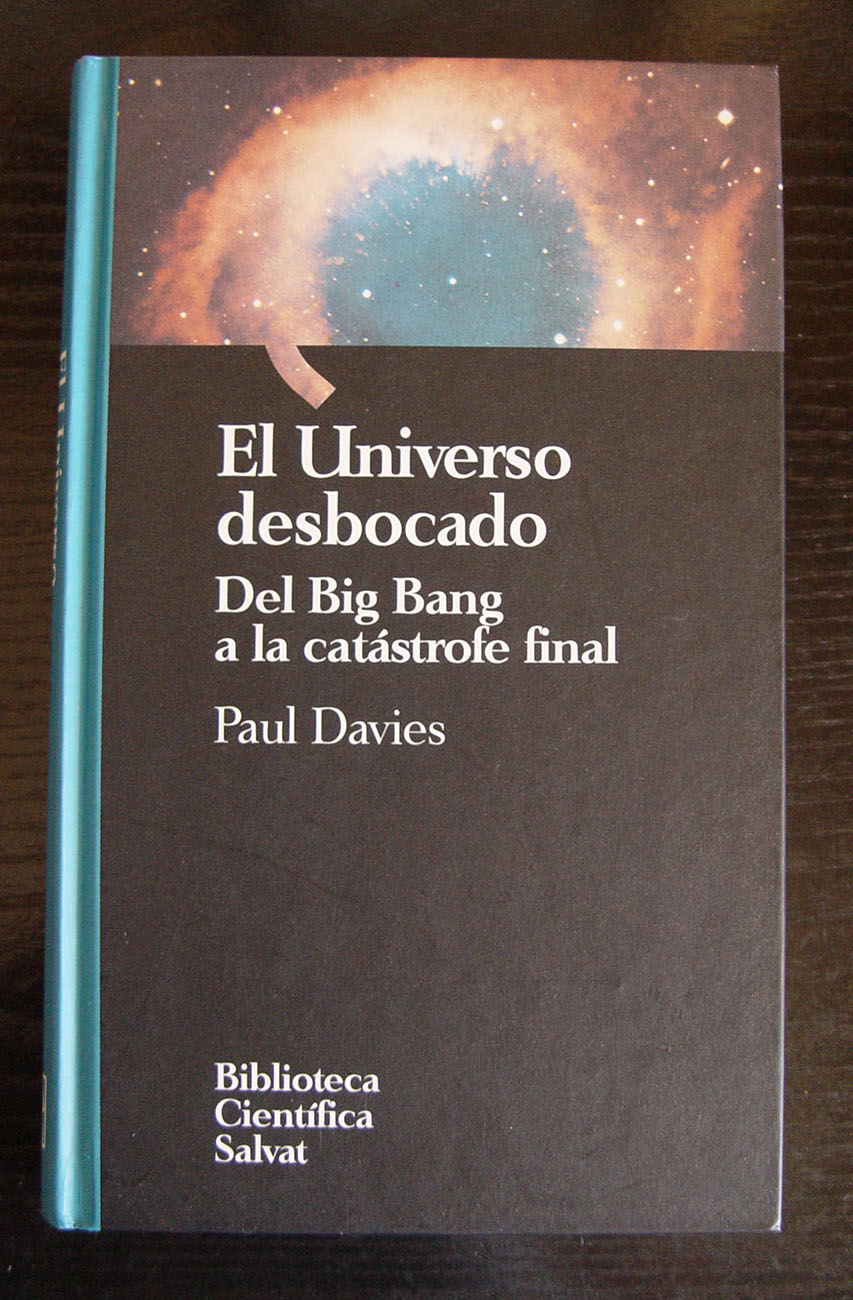 El Universo
desbocado
Del Big Bang
a la catástrofe final
Paul Davies
Biblioteca
Científica
Salvat